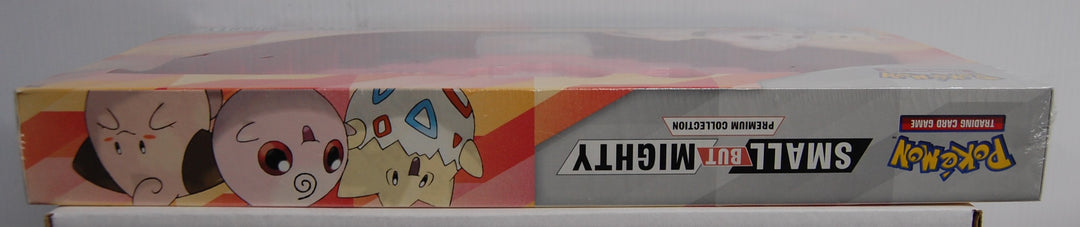 POKéMON
TRADING CARD GAME
SMALL BUT MIGHTY
PREMIUM COLLECTION